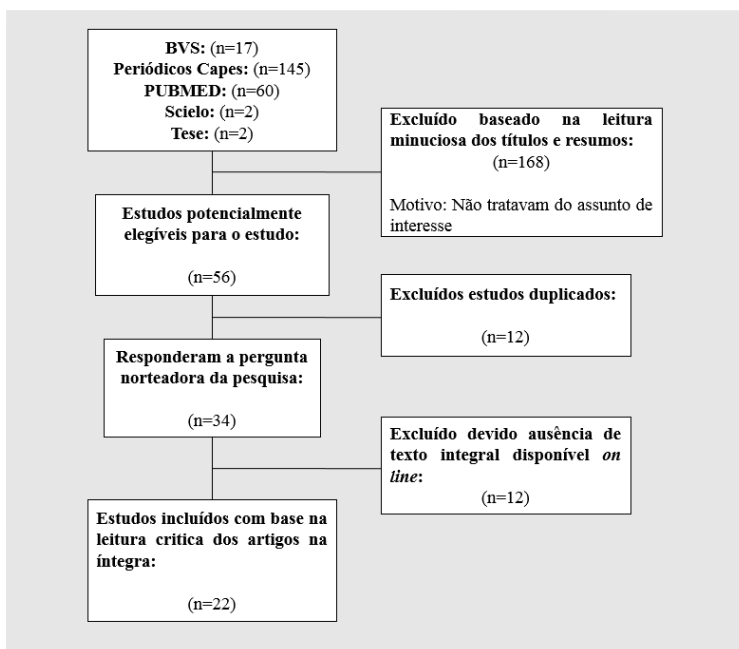 BVS: (n=17)
Periódicos Capes: (n=145)
PUBMED: (n=60)
Scielo: (n=2)
Tese: (n=2)
Excluído baseado na leitura
minuciosa dos títulos e resumos:
(n=168)
Motivo: Não tratavam do assunto de
interesse
Estudos potencialmente
elegíveis para o estudo:
(n=56)
Excluídos estudos duplicados:
(n=12)
Responderam a pergunta
norteadora da pesquisa:
(n=34)
Excluído devido ausência de
texto integral disponível on
line:
(n=12)
Estudos incluídos com base na
leitura critica dos artigos na
íntegra:
(n=22)